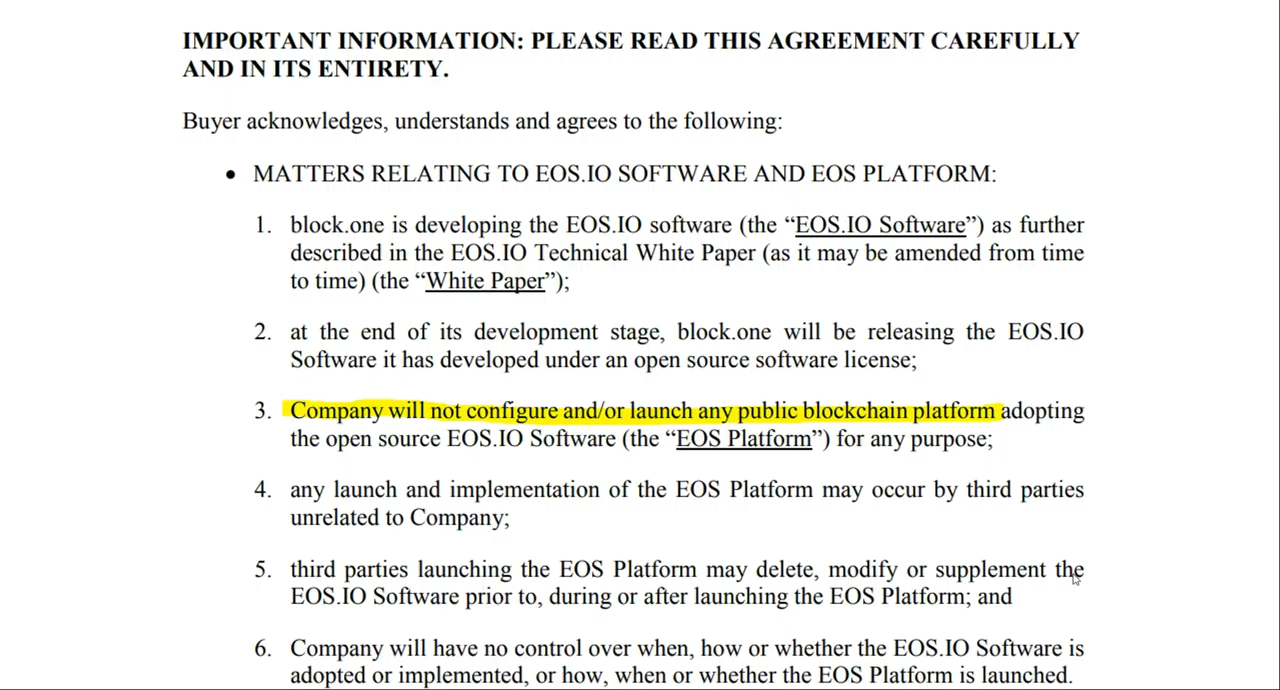 IMPORTANT INFORMATION: PLEASE READ THIS AGREEMENT CAREFULLY
AND IN ITS ENTIRETY.
Buyer acknowledges, understands and agrees to the following:
• MATTERS RELATING TO EOS.IO SOFTWARE AND EOS PLATFORM:
1. block.one is developing the EOS.IO software (the “EOS.IO Software”) as further
described in the EOS.IO Technical White Paper (as it may be amended from time
to time) (the “White Paper”);
2. at the end of its development stage, block.one will be releasing the EOS.IO
Software it has developed under an open source software license;
3. Company will not configure and/or launch any public blockchain platform adopting
the open source EOS.IO Software (the “EOS Platform”) for any purpose;
4. any launch and implementation of the EOS Platform may occur by third parties
unrelated to Company;
5. third parties launching the EOS Platform may delete, modify or supplement the
EOS.IO Software prior to, during or after launching the EOS Platform; and
6. Company will have no control over when, how or whether the EOS.IO Software is
adopted or implemented, or how, when or whether the EOS Platform is launched.